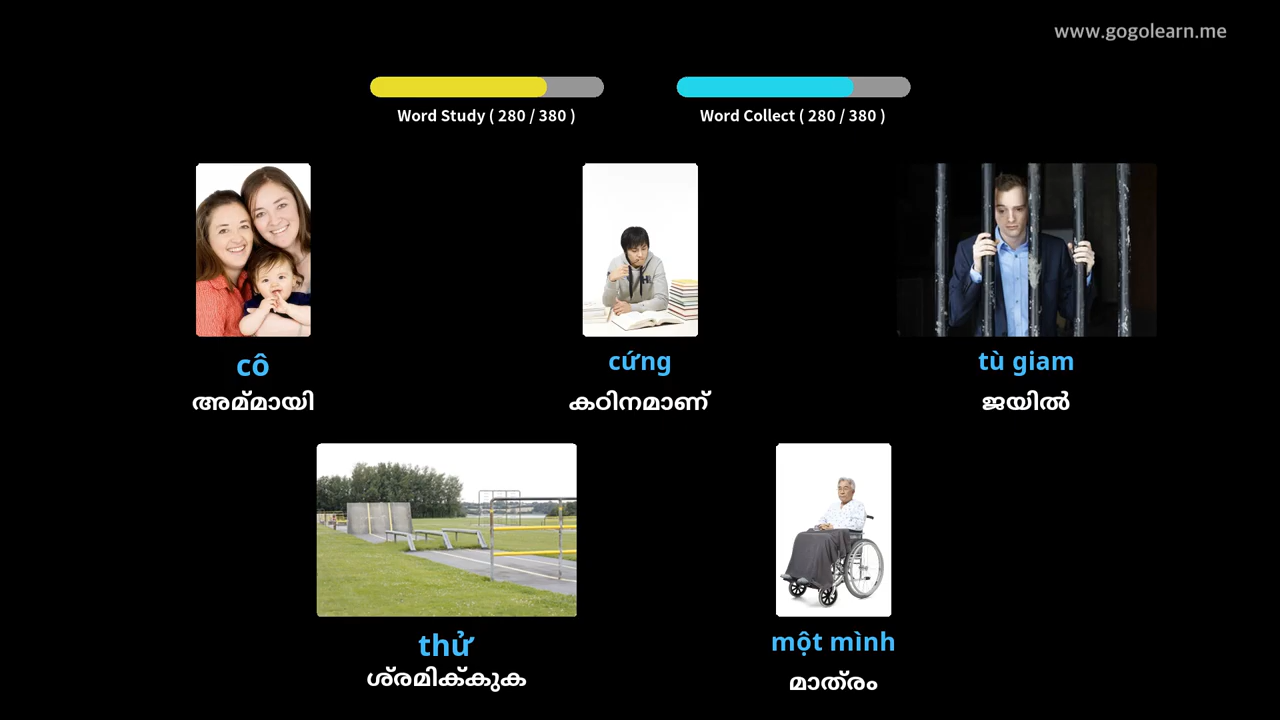 www.gogolearn.me
Word Study ( 280 / 380 )
Word Collect ( 280 / 380 )
cô
അമ്മായി
cứng
കഠിനമാണ്
tù giam
ജയിൽ
thử
ശ്രമിക്കുക
một mình
മാത്രം